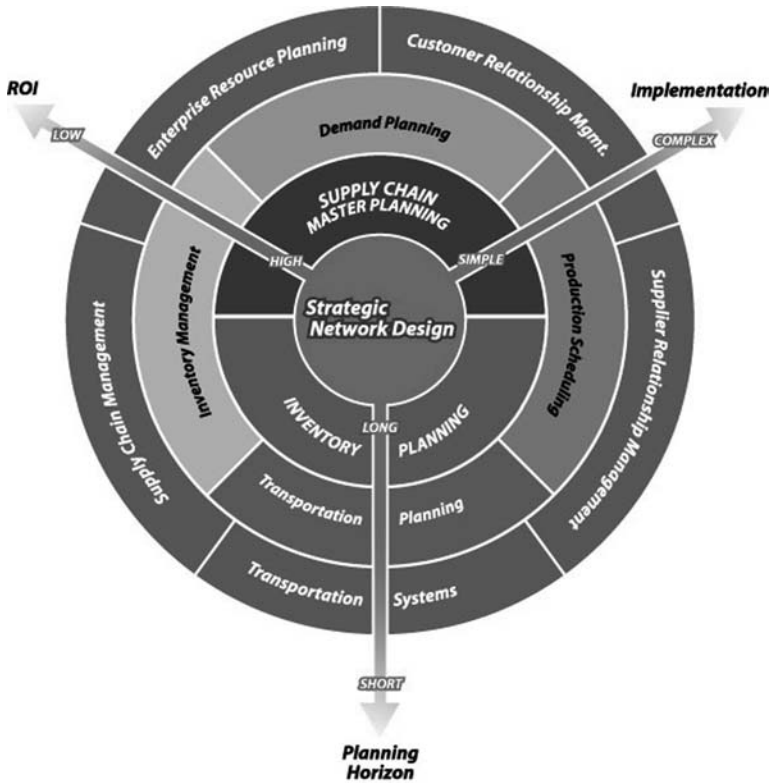 Enterprise Resource Planning
Customer Relationship Mgmt.
ROI
Implementation
LOW
COMPLEX
Demand Planning
SUPPLY CHAIN
MASTER PLANNING
HIGH
SIMPLE
Strategic
Network Design
Inventory Management
Production Scheduling
Supply Chain Management
Supplier Relationship Management
INVENTORY
LONG
PLANNING
Transportation
Planning
Transportation
Systems
SHORT
Planning
Horizon